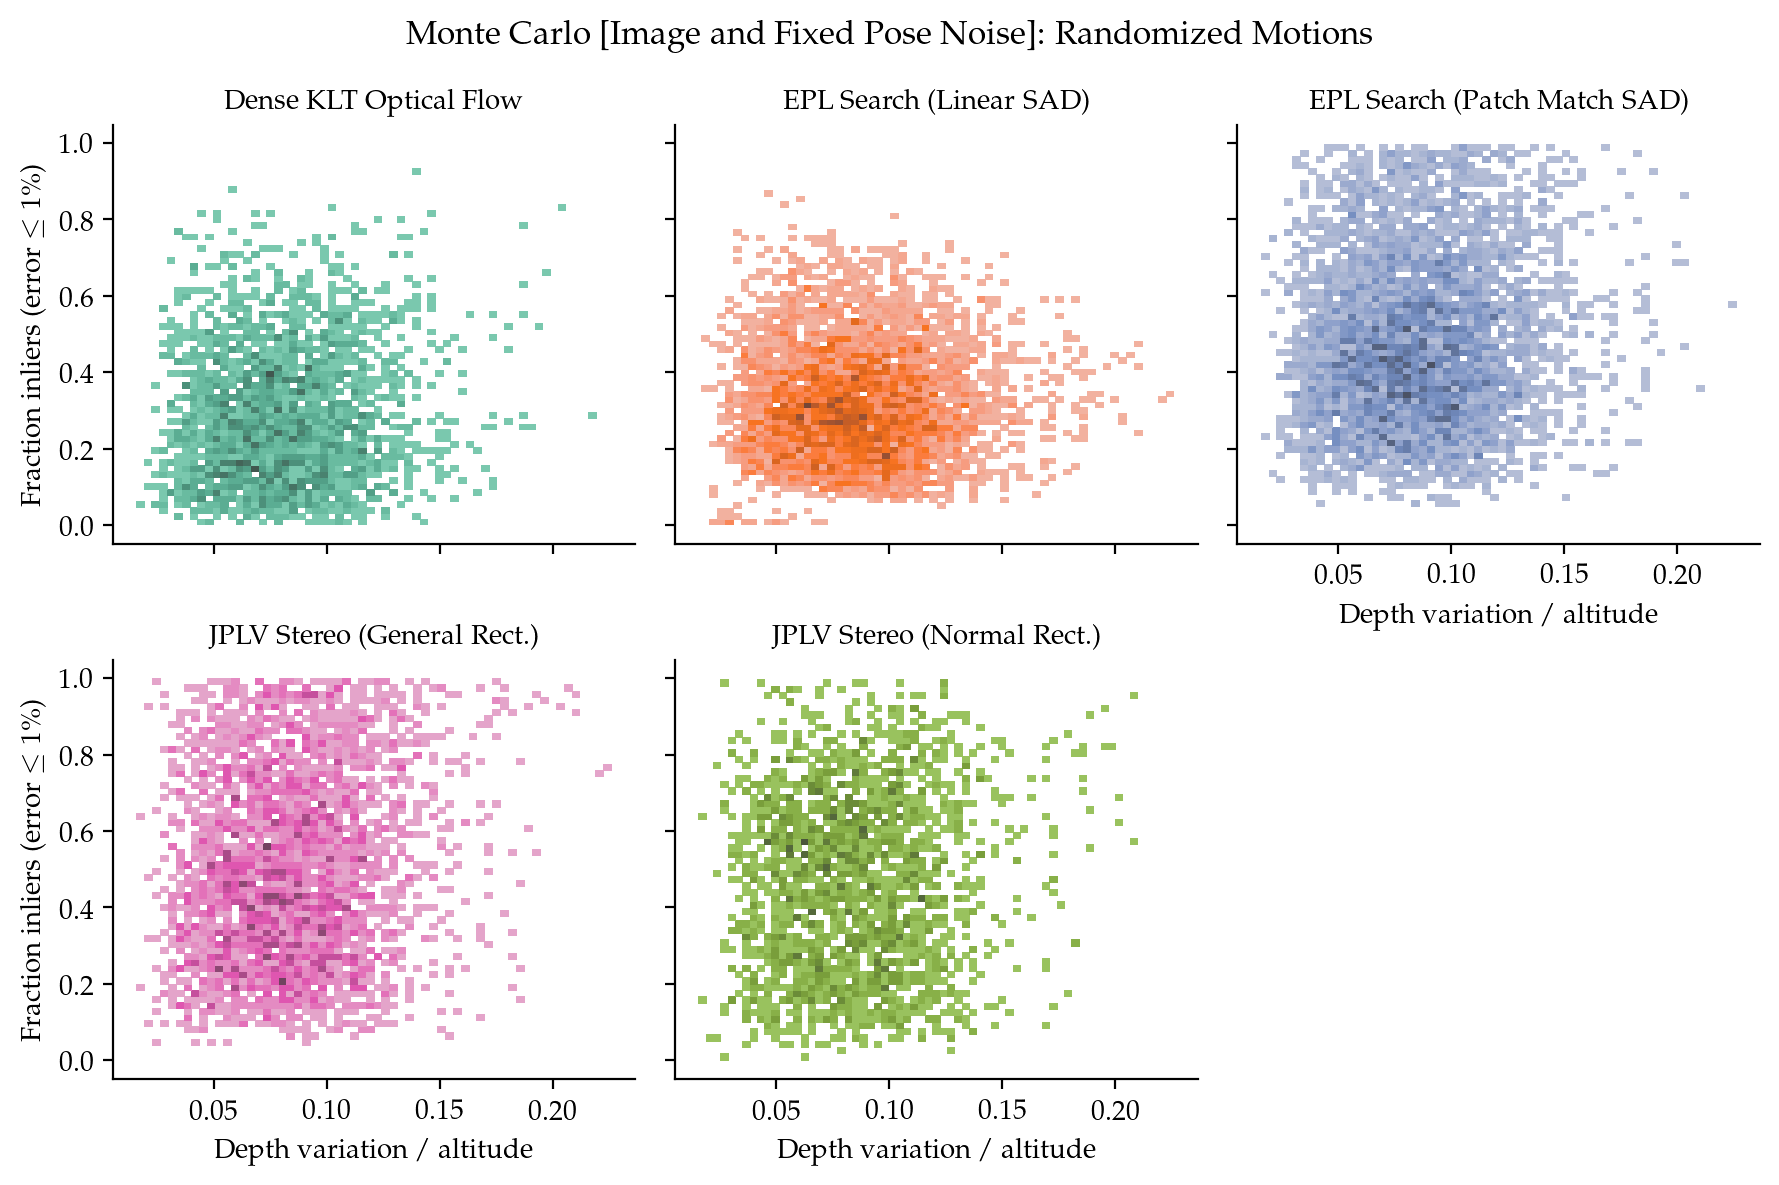 Monte Carlo [Image and Fixed Pose Noise]: Randomized Motions
Dense KLT Optical Flow
EPL Search (Linear SAD)
EPL Search (Patch Match SAD)
Fraction inliers (error ≤ 1%)
1.0
0.8
0.6
0.4
0.2
0.0
0.05 0.10 0.15 0.20
Depth variation / altitude
JPLV Stereo (General Rect.)
JPLV Stereo (Normal Rect.)
Fraction inliers (error ≤ 1%)
1.0
0.8
0.6
0.4
0.2
0.0
0.05 0.10 0.15 0.20
0.05 0.10 0.15 0.20
Depth variation / altitude
Depth variation / altitude